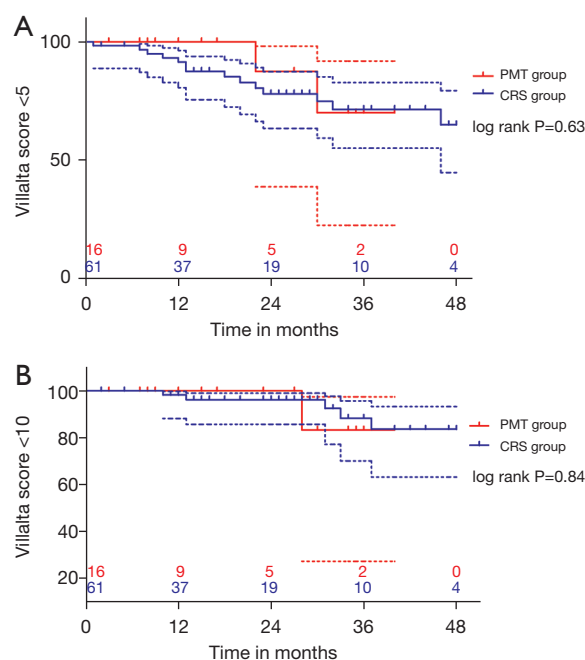 A
100
50
0
Villalta score <5
PMT group
CRS group
log rank P=0.63
16 9 5 2 0
61 37 19 10 4
0 12 24 36 48
Time in months
B
100
80
60
40
20
Villalta score <10
PMT group
CRS group
log rank P=0.84
16 9 5 2 0
61 37 19 10 4
0 12 24 36 48
Time in months